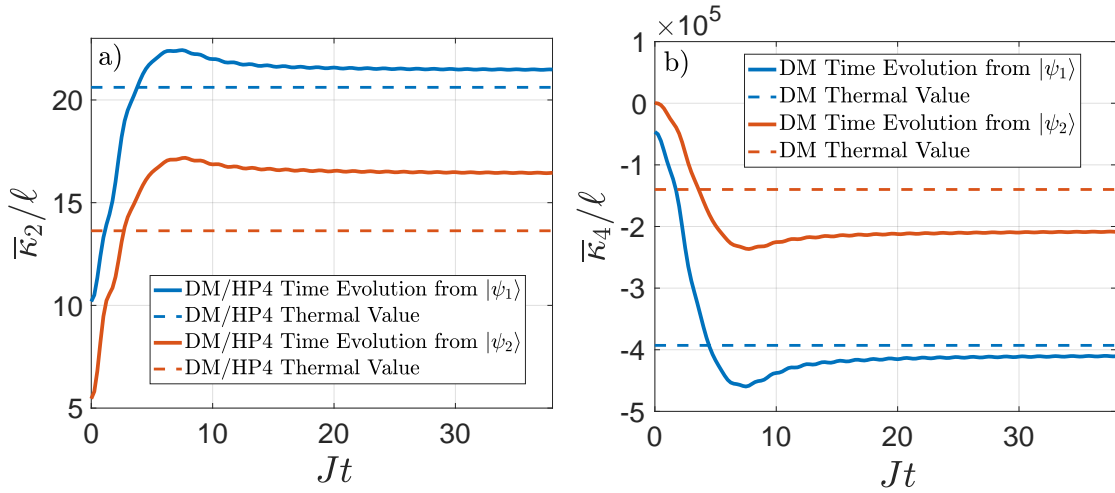 a)
20
15
10
5
0
10
20
30
κ̄₂/ℓ
Jt
DM/HP4 Time Evolution from |ψ₁⟩
DM/HP4 Thermal Value
DM/HP4 Time Evolution from |ψ₂⟩
DM/HP4 Thermal Value
×10⁵
b)
1
0
-1
-2
-3
-4
-5
0
10
20
30
κ̄₄/ℓ
Jt
DM Time Evolution from |ψ₁⟩
DM Thermal Value
DM Time Evolution from |ψ₂⟩
DM Thermal Value